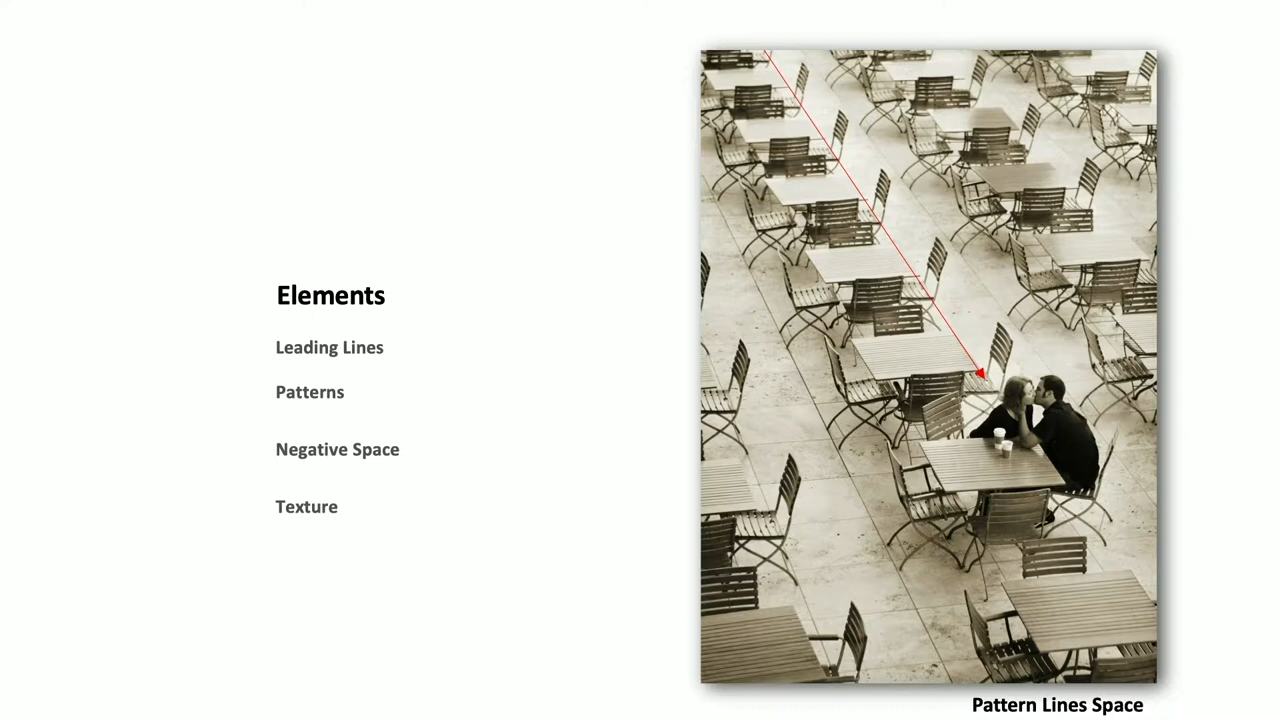 Elements
Leading Lines
Patterns
Negative Space
Texture
Pattern Lines Space